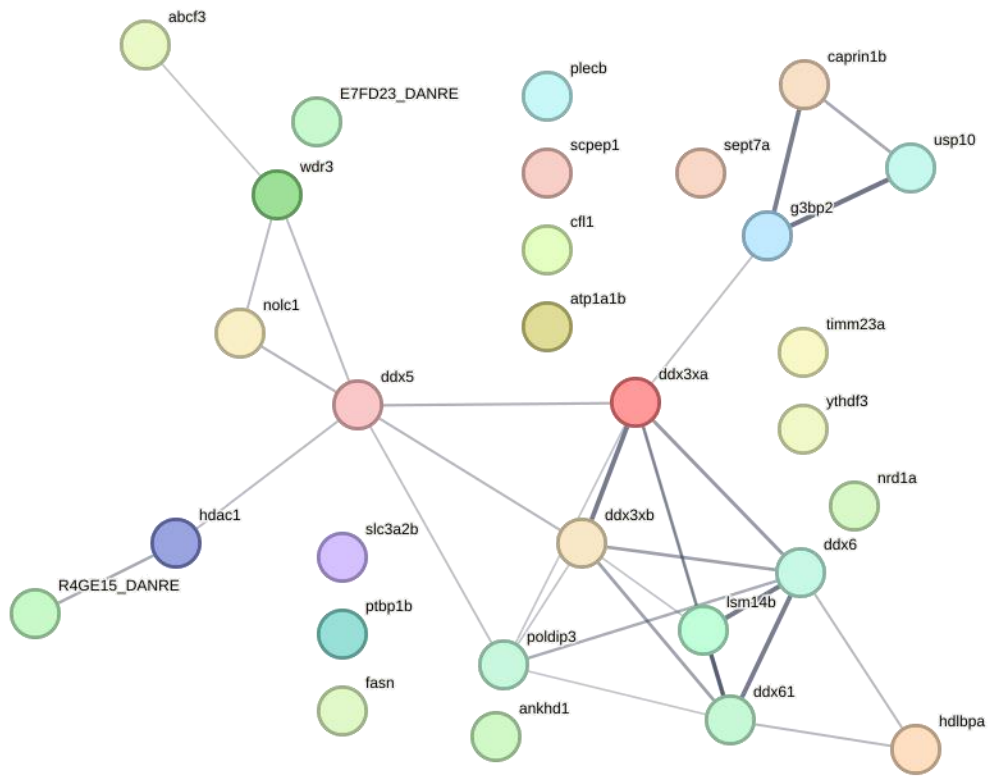 abcf3
plecb
caprin1b
E7FD23_DANRE
usp10
scpep1
sept7a
wdr3
g3bp2
cfl1
nolc1
atp1a1b
timm23a
ddx5
ddx3xa
ythdf3
nrd1a
hdac1
ddx3xb
slc3a2b
ddx6
R4GE15_DANRE
lsm14b
ptbp1b
poldip3
fasn
ddx61
ankhd1
hdlbpa